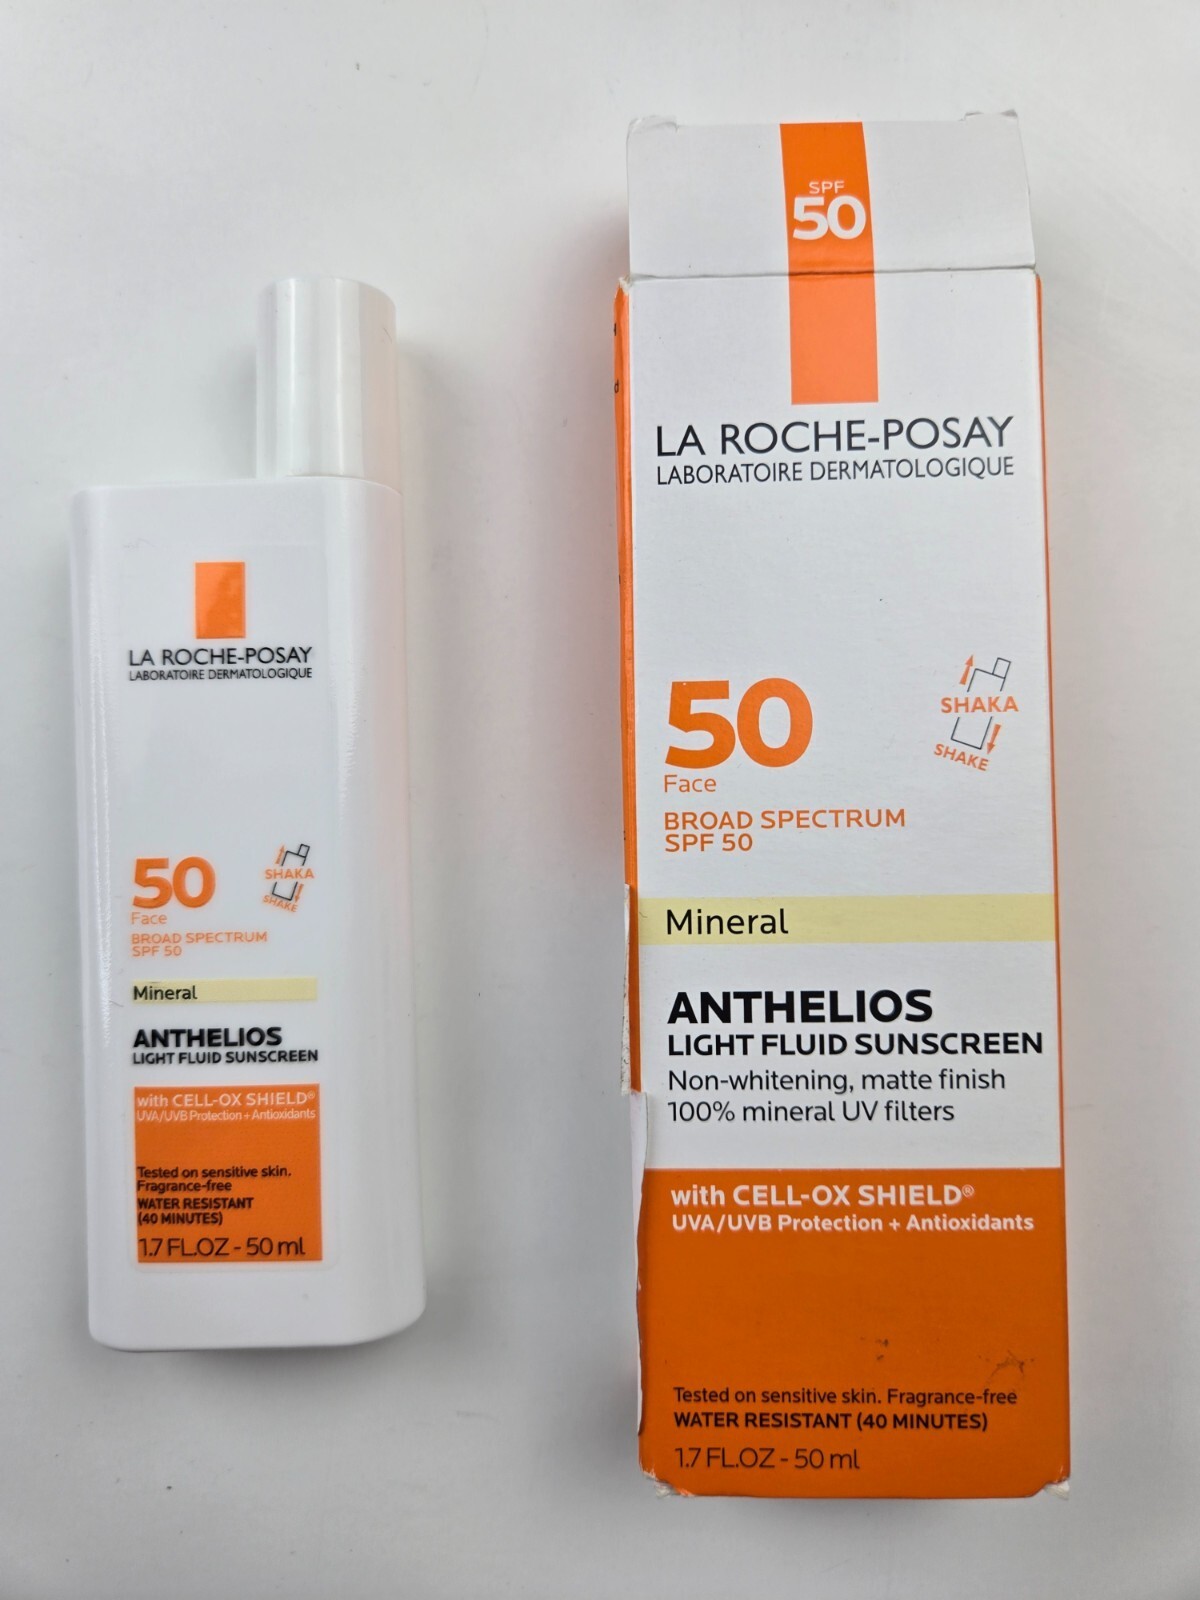 LA ROCHE-POSAY
LABORATOIRE DERMATOLOGIQUE
50
SHAKA
SHAKE
Face
BROAD SPECTRUM
SPF 50
Mineral
ANTHELIOS
LIGHT FLUID SUNSCREEN
with CELL-OX SHIELD®
UVA/UVB Protection + Antioxidants
Tested on sensitive skin.
Fragrance-free
WATER RESISTANT
(40 MINUTES)
1.7 FL.OZ - 50 ml
SPF
50
LA ROCHE-POSAY
LABORATOIRE DERMATOLOGIQUE
50
SHAKA
SHAKE
Face
BROAD SPECTRUM
SPF 50
Mineral
ANTHELIOS
LIGHT FLUID SUNSCREEN
Non-whitening, matte finish
100% mineral UV filters
with CELL-OX SHIELD®
UVA/UVB Protection + Antioxidants
Tested on sensitive skin. Fragrance-free
WATER RESISTANT (40 MINUTES)
1.7 FL.OZ - 50 ml